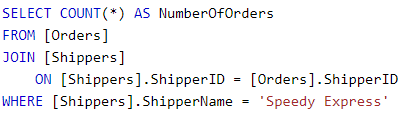 SELECT COUNT(*) AS NumberOfOrders
FROM [Orders]
JOIN [Shippers]
    ON [Shippers].ShipperID = [Orders].ShipperID
WHERE [Shippers].ShipperName = 'Speedy Express'